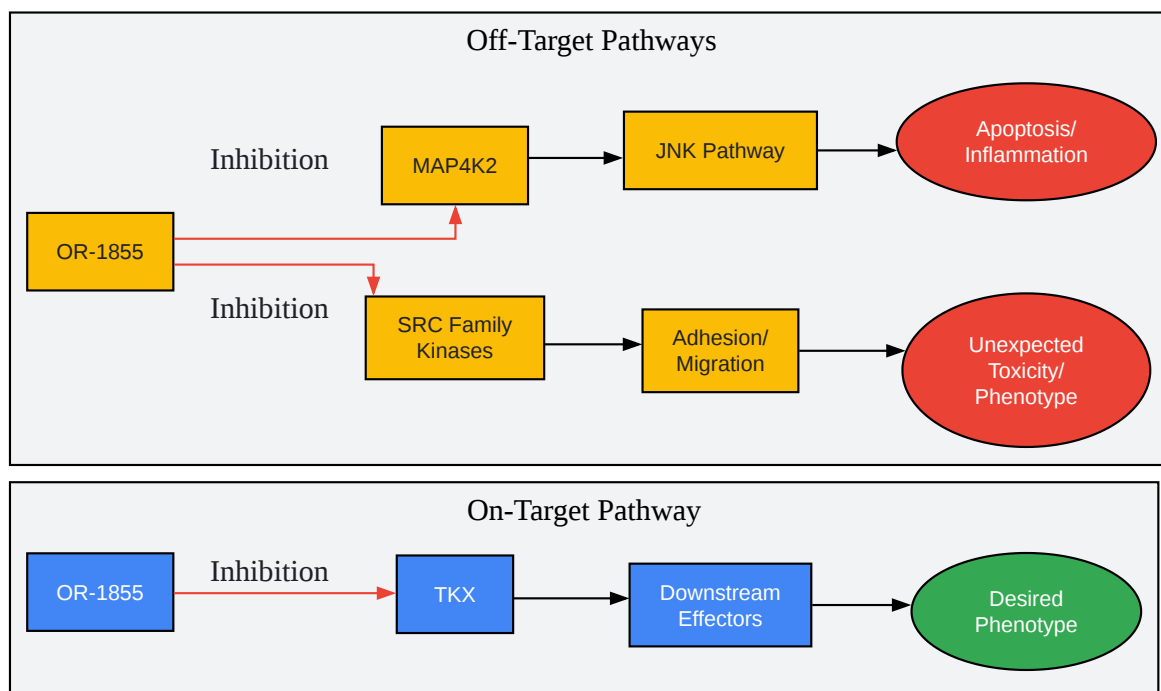 Off-Target Pathways
Inhibition
MAP4K2
JNK Pathway
Apoptosis/
Inflammation
OR-1855
Inhibition
SRC Family
Kinases
Adhesion/
Migration
Unexpected
Toxicity/
Phenotype
On-Target Pathway
OR-1855
Inhibition
TKX
Downstream
Effectors
Desired
Phenotype